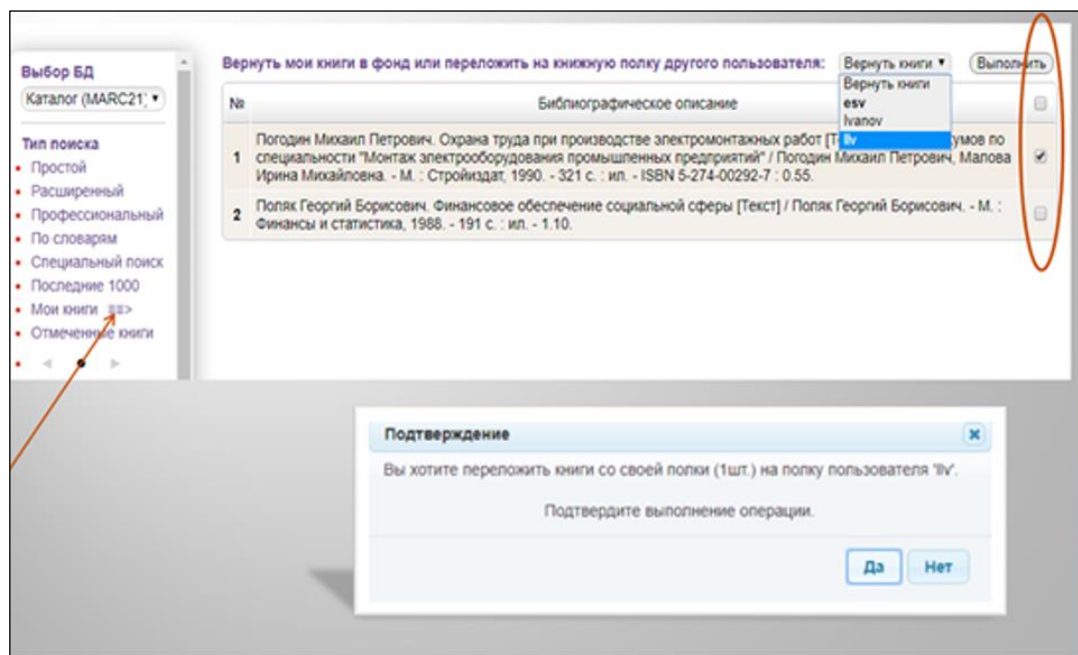 Выбор БД
Каталог (MARC21;
Тип поиска
Простой
Расширенный
Профессиональный
По словарям
Специальный поиск
Последние 1000
Мои книги ==>
Отмеченные книги
Вернуть мои книги в фонд или переложить на книжную полку другого пользователя: Вернуть книги Выполнить
Вернуть книги
esv
Ivanov
llv
№ Библиографическое описание
1 Погодин Михаил Петрович. Охрана труда при производстве электромонтажных работ умов по
специальности "Монтаж электрооборудования промышленных предприятий" / Погодин Михаил Петрович, Малова
Ирина Михайловна. - М. : Стройиздат, 1990. - 321 с. : ил. - ISBN 5-274-00292-7 : 0.55.
2 Поляк Георгий Борисович. Финансовое обеспечение социальной сферы [Текст] / Поляк Георгий Борисович. - М. :
Финансы и статистика, 1988. - 191 с. : ил. - 1.10.
Подтверждение
Вы хотите переложить книги со своей полки (1шт.) на полку пользователя 'llv'.
Подтвердите выполнение операции.
Да Нет